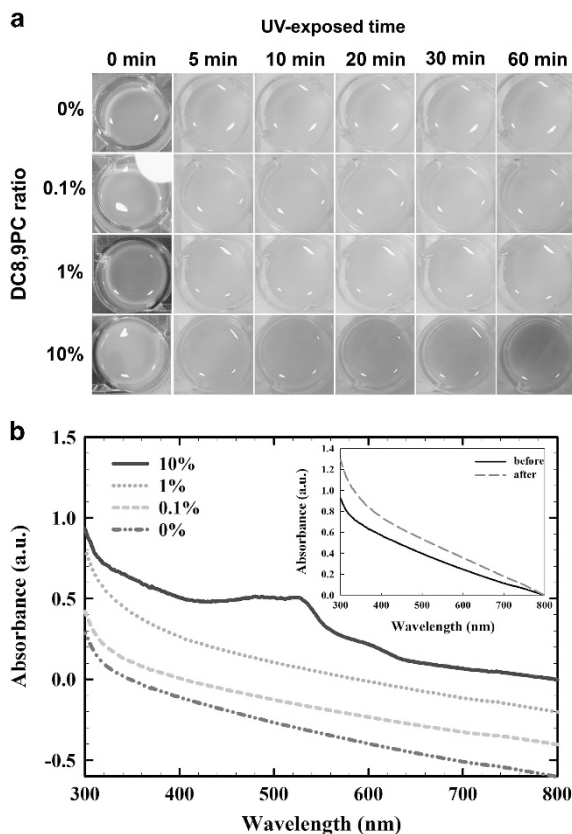 a
UV-exposed time
0 min 5 min 10 min 20 min 30 min 60 min
DC8,9PC ratio
0%
0.1%
1%
10%
b
Absorbance (a.u.)
1.5
1.0
0.5
0.0
-0.5
10%
1%
0.1%
0%
300 400 500 600 700 800
Wavelength (nm)
Absorbance (a.u.)
1.4
1.2
1.0
0.8
0.6
0.4
0.2
0.0
before
after
300 400 500 600 700 800
Wavelength (nm)